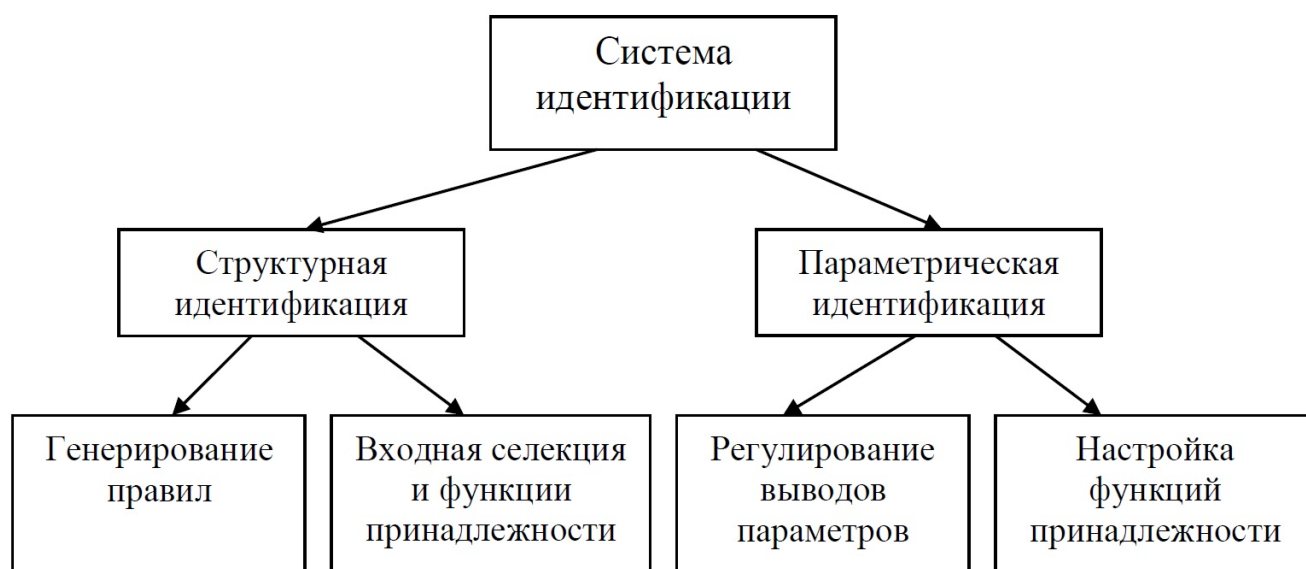 Система
идентификации
Структурная
идентификация
Параметрическая
идентификация
Генерирование
правил
Входная селекция
и функции
принадлежности
Регулирование
выводов
параметров
Настройка
функций
принадлежности